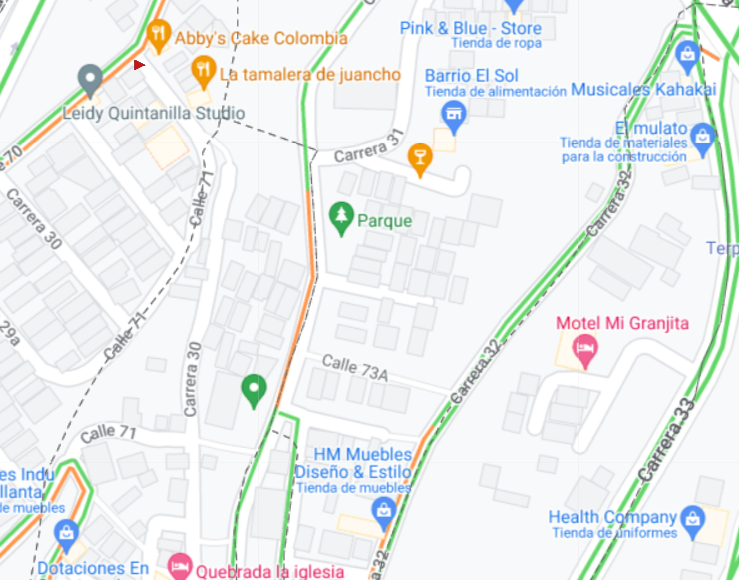 Pink & Blue - Store
Tienda de ropa
Abby's Cake Colombia
La tamalera de juancho
Barrio El Sol
Tienda de alimentación
Musicales Kahakai
Leidy Quintanilla Studio
El mulato
Tienda de materiales
para la construcción
Carrera 31
e 70
Calle 71
Carrera 32
Carrera 30
Parque
Terp
Motel Mi Granjita
29a
Calle 71
Carrera 30
Calle 73A
Carrera 32
Carrera 33
Calle 71
HM Muebles
Diseño & Estilo
Tienda de muebles
es Indu
llanta
de muebles
Health Company
Tienda de uniformes
a 32
Dotaciones En
Quebrada la iglesia